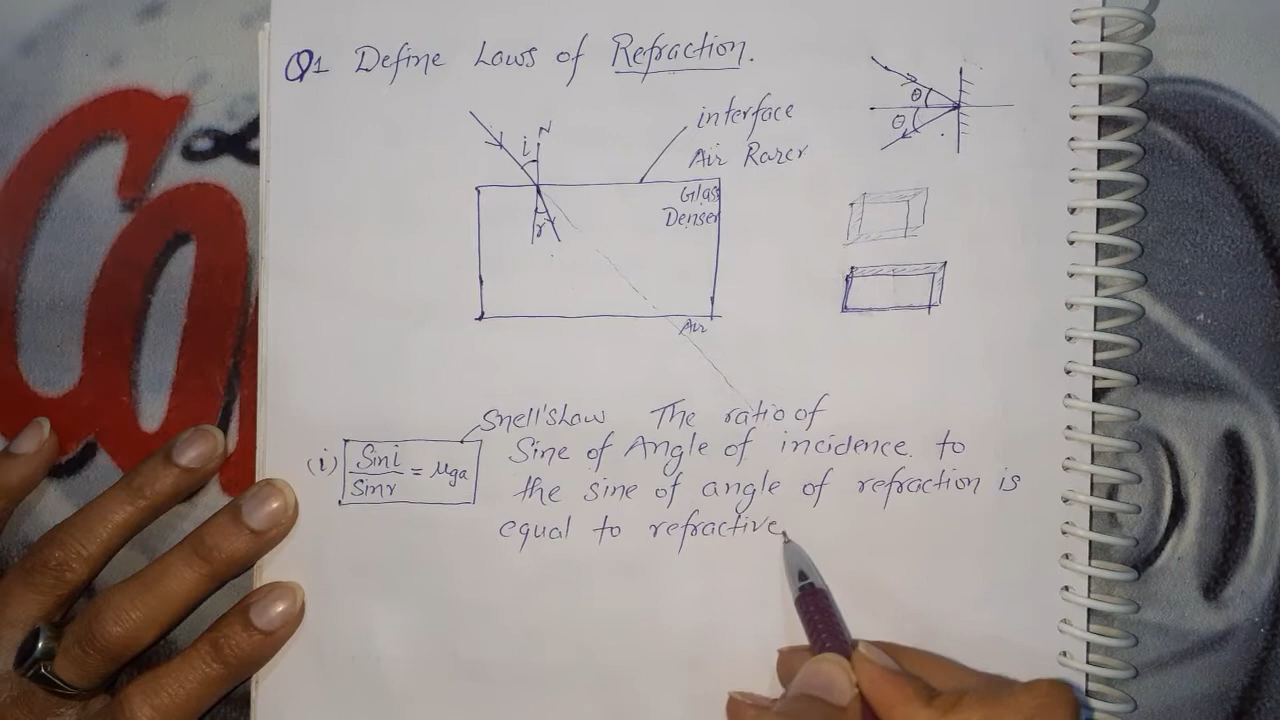 Q1 Define Laws of Refraction.
N
i
r
interface
Air Rarer
Glass
Denser
Air
θ
θ
Snell's Law The ratio of
(i) Sin i / Sin r = μga
Sine of Angle of incidence to
the sine of angle of refraction is
equal to refractive